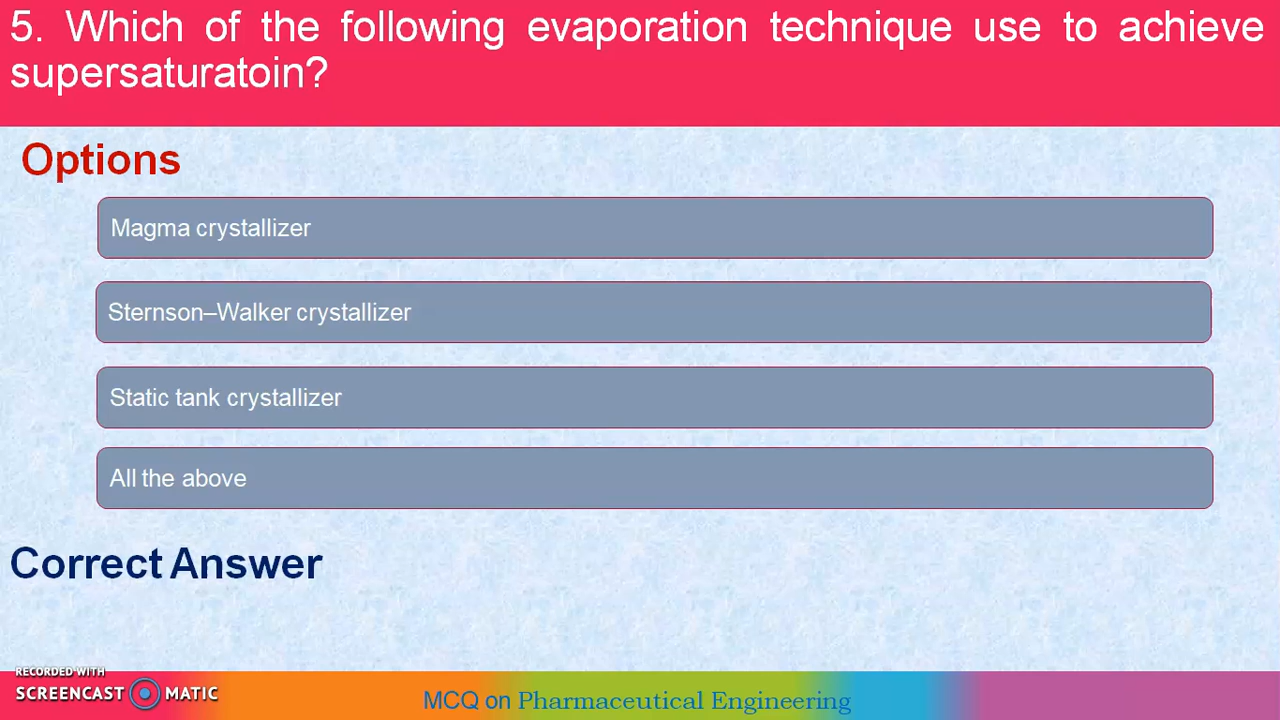 5. Which of the following evaporation technique use to achieve
supersaturatoin?
Options
Magma crystallizer
Sternson–Walker crystallizer
Static tank crystallizer
All the above
Correct Answer
RECORDED WITH
SCREENCAST MATIC
MCQ on Pharmaceutical Engineering